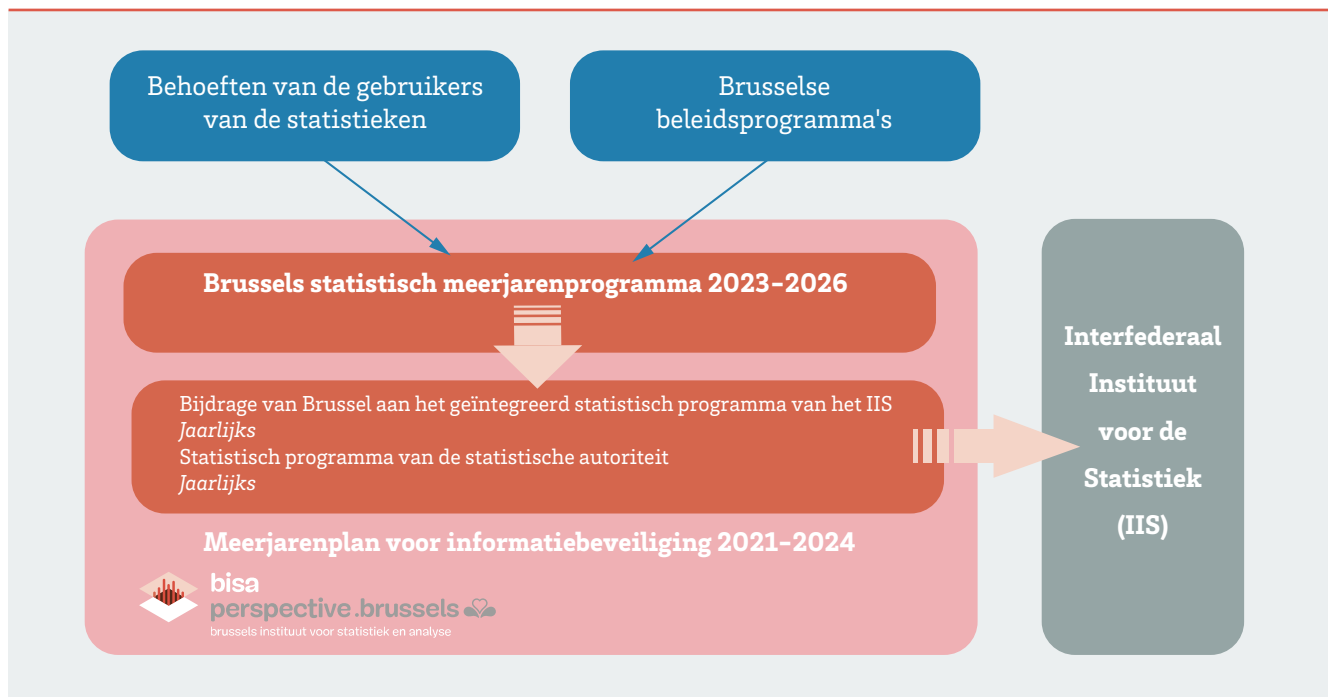 Behoeften van de gebruikers
van de statistieken
Brusselse
beleidsprogramma's
Brussels statistisch meerjarenprogramma 2023–2026
Bijdrage van Brussel aan het geïntegreerd statistisch programma van het IIS
Jaarlijks
Statistisch programma van de statistische autoriteit
Jaarlijks
Meerjarenplan voor informatiebeveiliging 2021–2024
bisa
perspective.brussels
brussels instituut voor statistiek en analyse
Interfederaal
Instituut
voor de
Statistiek
(IIS)